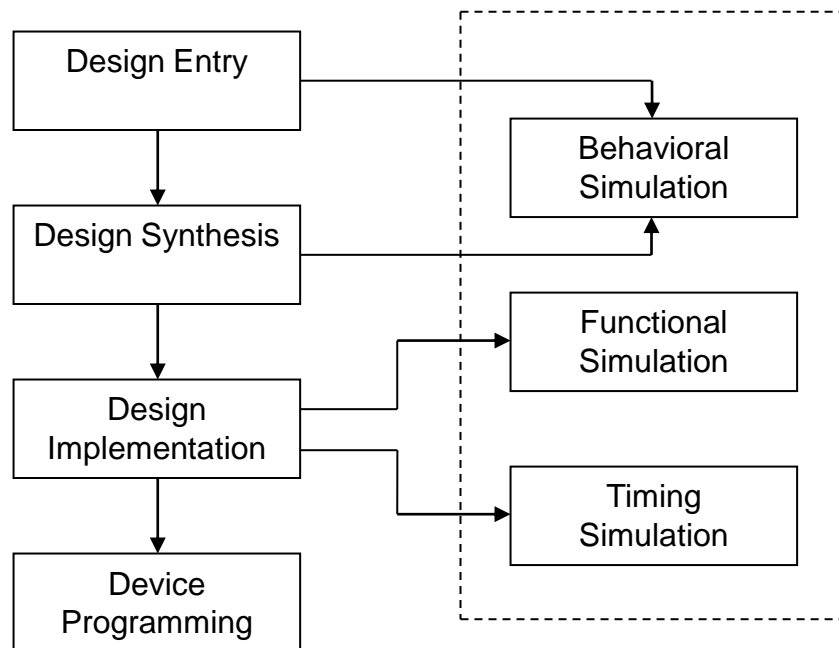 Design Entry
Behavioral
Simulation
Design Synthesis
Functional
Simulation
Design
Implementation
Timing
Simulation
Device
Programming